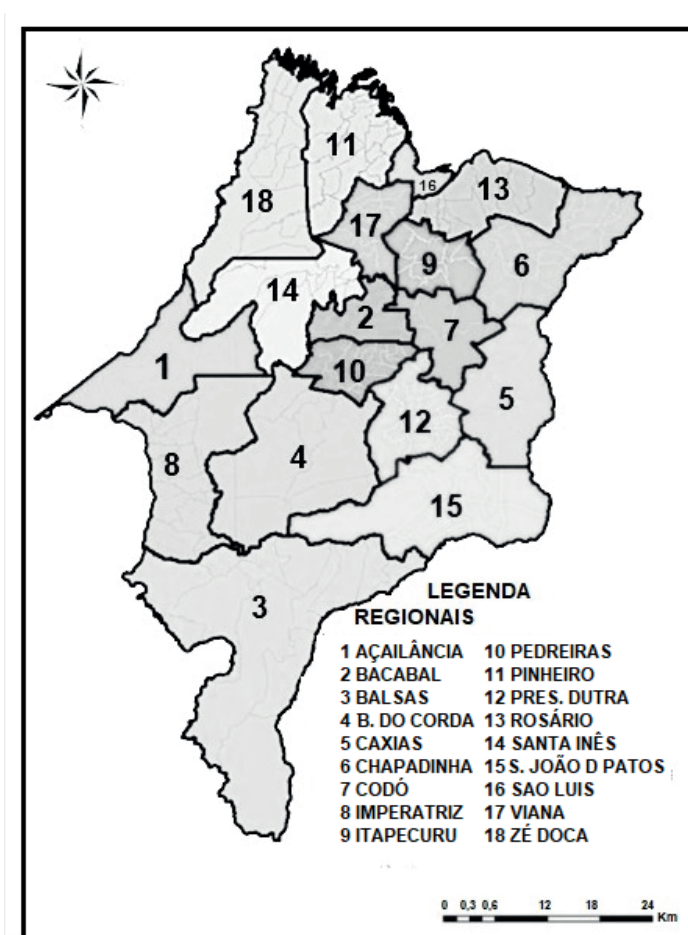 11
16
13
18
17
9
6
14
2
7
1
10
5
12
8
4
15
3
LEGENDA
REGIONAIS
1 AÇAILÂNCIA 10 PEDREIRAS
2 BACABAL 11 PINHEIRO
3 BALSAS 12 PRES. DUTRA
4 B. DO CORDA 13 ROSÁRIO
5 CAXIAS 14 SANTA INÊS
6 CHAPADINHA 15 S. JOÃO D PATOS
7 CODÓ 16 SAO LUIS
8 IMPERATRIZ 17 VIANA
9 ITAPECURU 18 ZÉ DOCA
0 0,3 0,6 12 18 24
Km